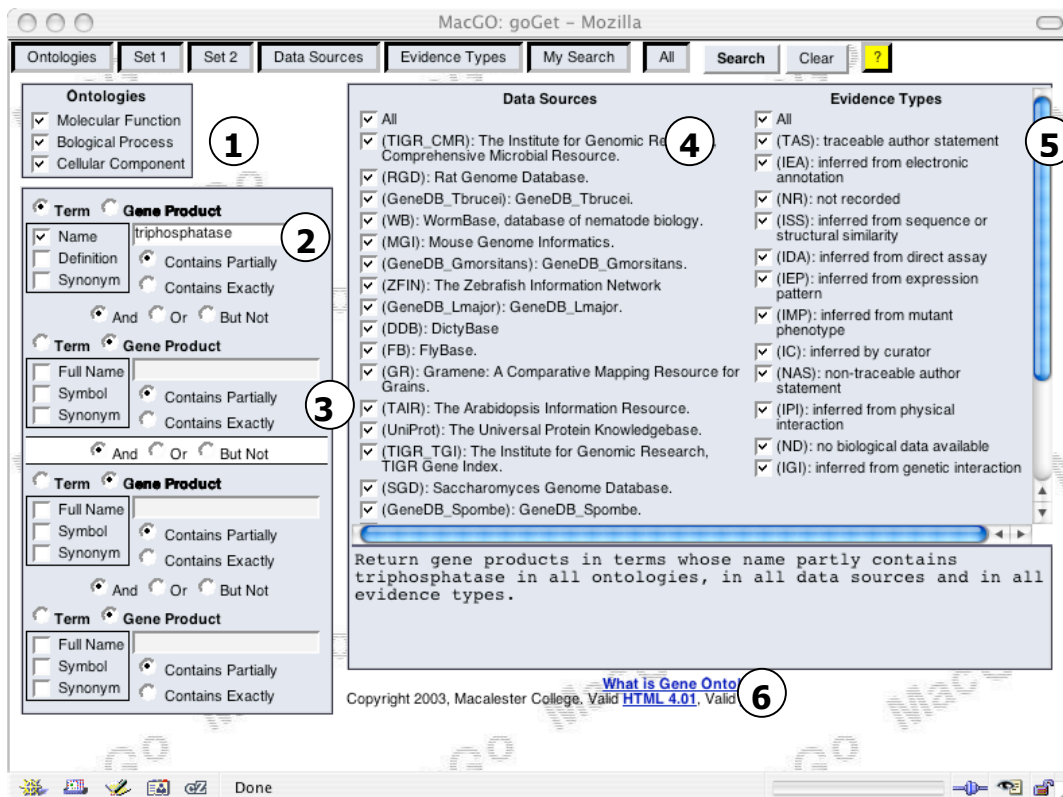 MacGO: goGet – Mozilla
Ontologies Set 1 Set 2 Data Sources Evidence Types My Search All Search Clear ?
Ontologies
Molecular Function
Biological Process
Cellular Component
1
Term Gene Product
Name
Definition
Synonym
triphosphatase
Contains Partially
Contains Exactly
2
And Or But Not
Term Gene Product
Full Name
Symbol
Synonym
Contains Partially
Contains Exactly
3
And Or But Not
Term Gene Product
Full Name
Symbol
Synonym
Contains Partially
Contains Exactly
And Or But Not
Term Gene Product
Full Name
Symbol
Synonym
Contains Partially
Contains Exactly
Data Sources
All
(TIGR_CMR): The Institute for Genomic Re ,
Comprehensive Microbial Resource.
(RGD): Rat Genome Database.
(GeneDB_Tbrucei): GeneDB_Tbrucei.
(WB): WormBase, database of nematode biology.
(MGI): Mouse Genome Informatics.
(GeneDB_Gmorsitans): GeneDB_Gmorsitans.
(ZFIN): The Zebrafish Information Network
(GeneDB_Lmajor): GeneDB_Lmajor.
(DDB): DictyBase
(FB): FlyBase.
(GR): Gramene: A Comparative Mapping Resource for
Grains.
(TAIR): The Arabidopsis Information Resource.
(UniProt): The Universal Protein Knowledgebase.
(TIGR_TGI): The Institute for Genomic Research,
TIGR Gene Index.
(SGD): Saccharomyces Genome Database.
(GeneDB_Spombe): GeneDB_Spombe.
4
Evidence Types
All
(TAS): traceable author statement
(IEA): inferred from electronic
annotation
(NR): not recorded
(ISS): inferred from sequence or
structural similarity
(IDA): inferred from direct assay
(IEP): inferred from expression
pattern
(IMP): inferred from mutant
phenotype
(IC): inferred by curator
(NAS): non-traceable author
statement
(IPI): inferred from physical
interaction
(ND): no biological data available
(IGI): inferred from genetic interaction
5
Return gene products in terms whose name partly contains
triphosphatase in all ontologies, in all data sources and in all
evidence types.
What is Gene Ontol
Copyright 2003, Macalester College, Valid HTML 4.01, Valid
6
MacGO
Done